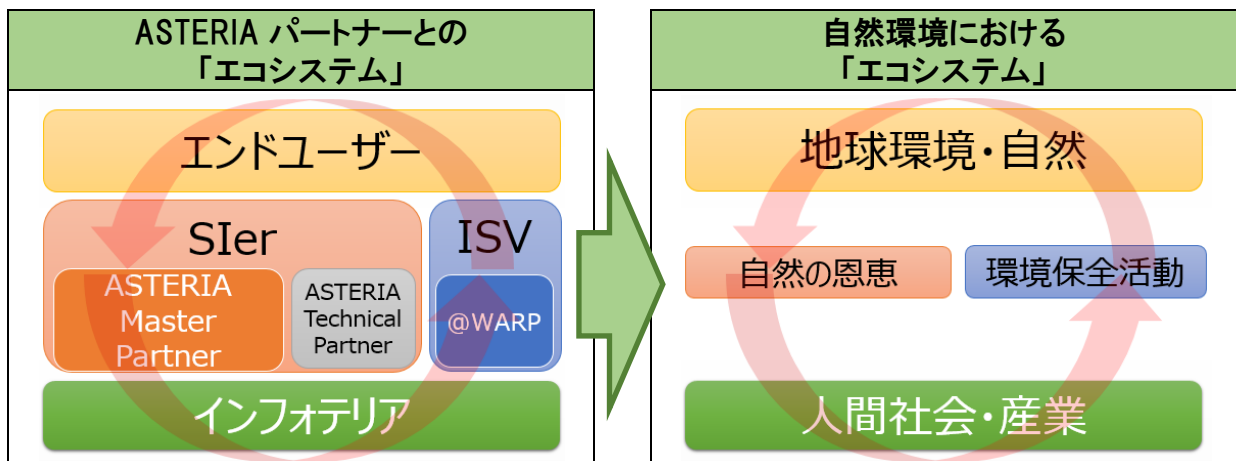 ASTERIA パートナーとの
「エコシステム」
エンドユーザー
SIer
ASTERIA
Master
Partner
ASTERIA
Technical
Partner
ISV
@WARP
インフォテリア
自然環境における
「エコシステム」
地球環境・自然
自然の恩恵
環境保全活動
人間社会・産業